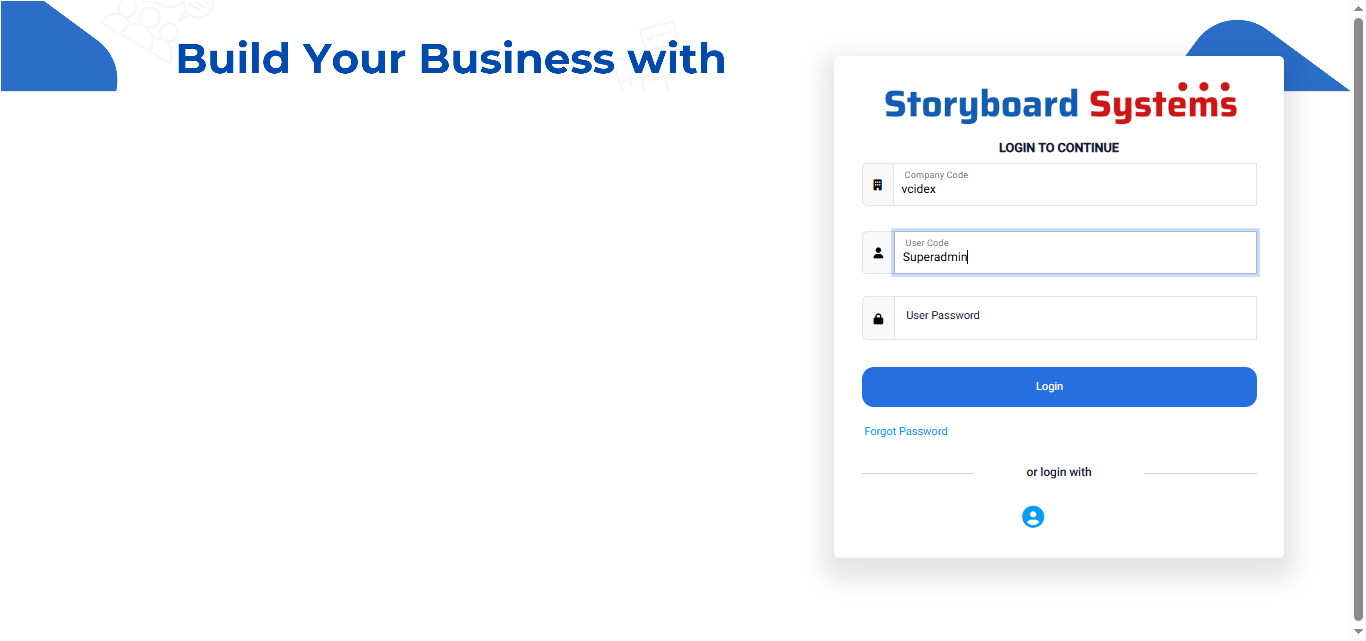 Build Your Business with
Storyboard Systems
LOGIN TO CONTINUE
Company Code
vcidex
User Code
Superadmin
User Password
Login
Forgot Password
or login with